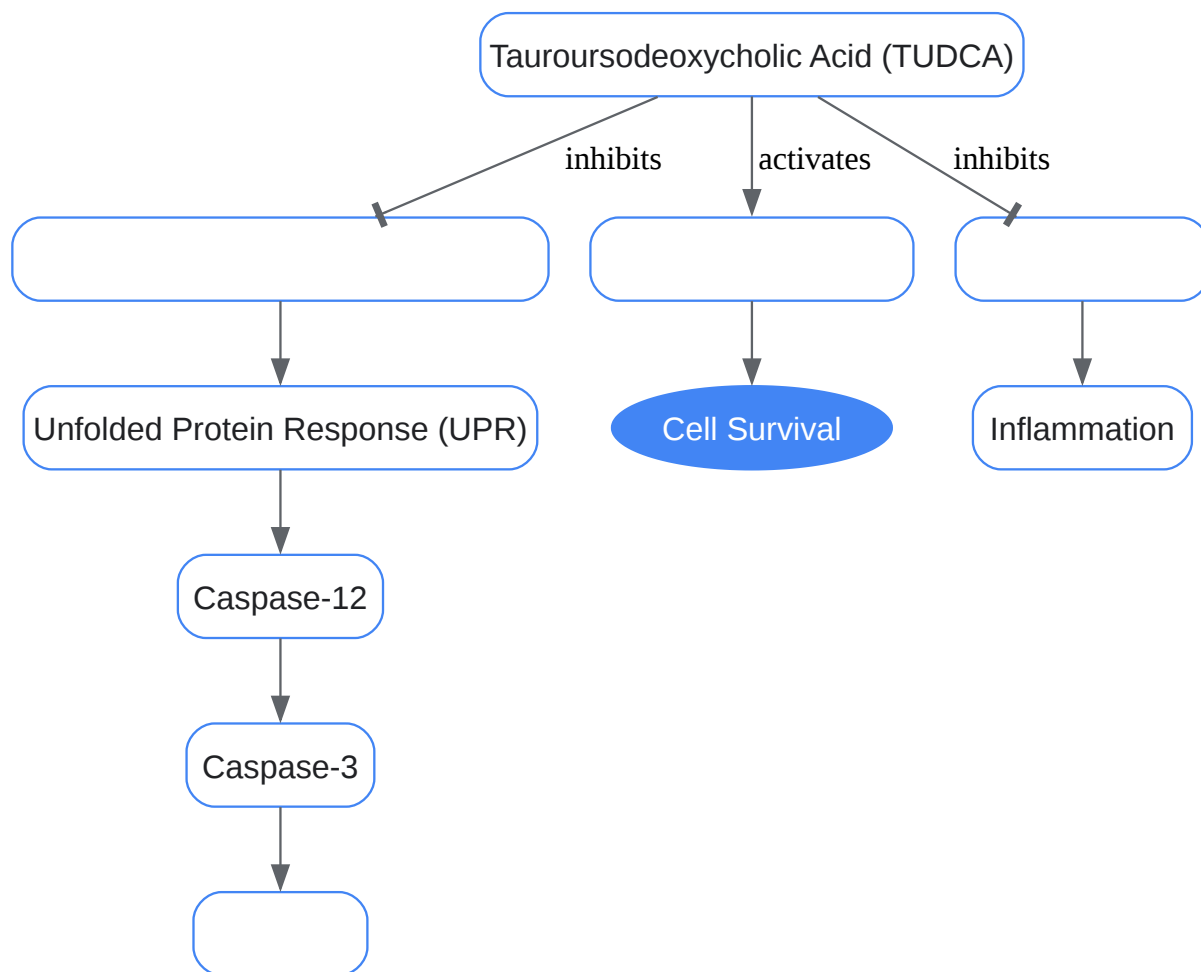 Tauroursodeoxycholic Acid (TUDCA)
inhibits
activates
inhibits
Unfolded Protein Response (UPR)
Cell Survival
Inflammation
Caspase-12
Caspase-3